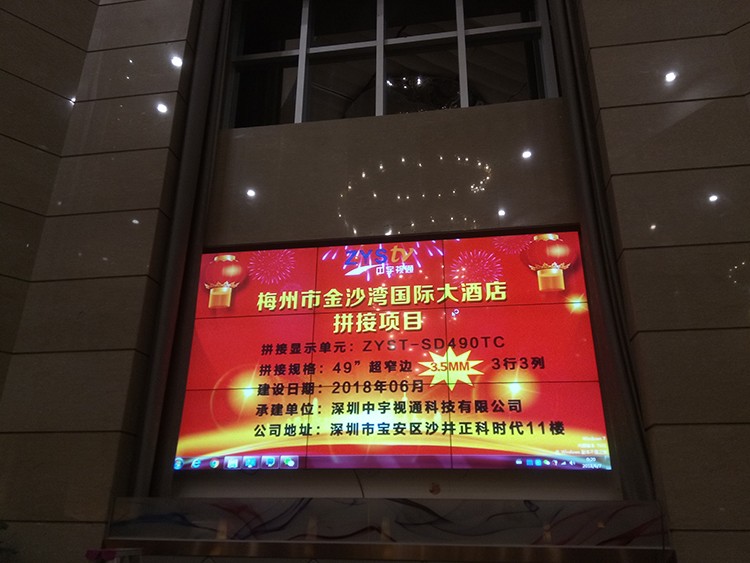 ZYStv
中宇视通
梅州市金沙湾国际大酒店
拼接项目
拼接显示单元：ZYST-SD490TC
拼接规格：49”超窄边 3.5MM 3行3列
建设日期：2018年06月
承建单位：深圳中宇视通科技有限公司
公司地址：深圳市宝安区沙井正科时代11楼